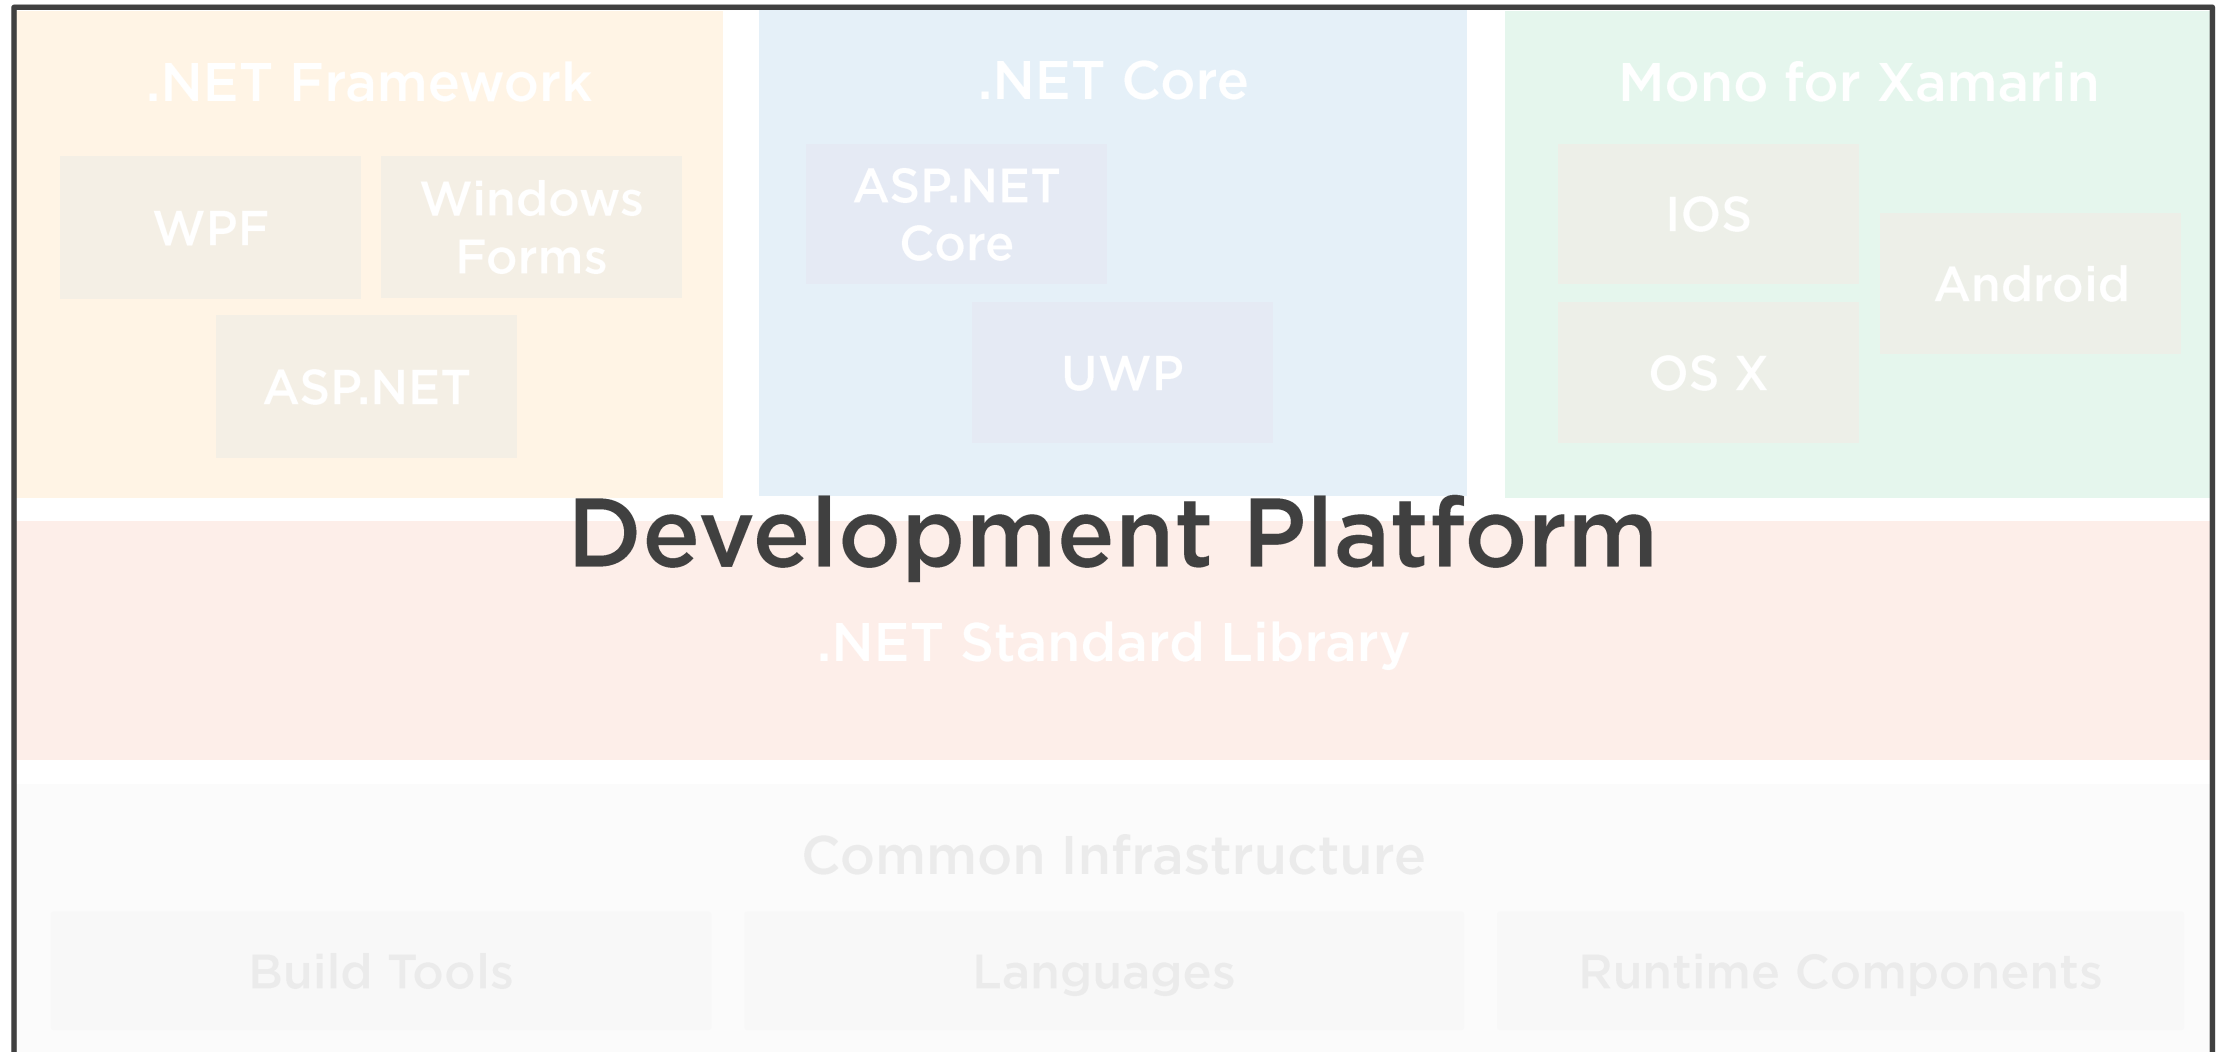 .NET Framework
WPF
Windows
Forms
ASP.NET
.NET Core
ASP.NET
Core
UWP
Mono for Xamarin
IOS
Android
OS X
Development Platform
.NET Standard Library
Common Infrastructure
Build Tools
Languages
Runtime Components